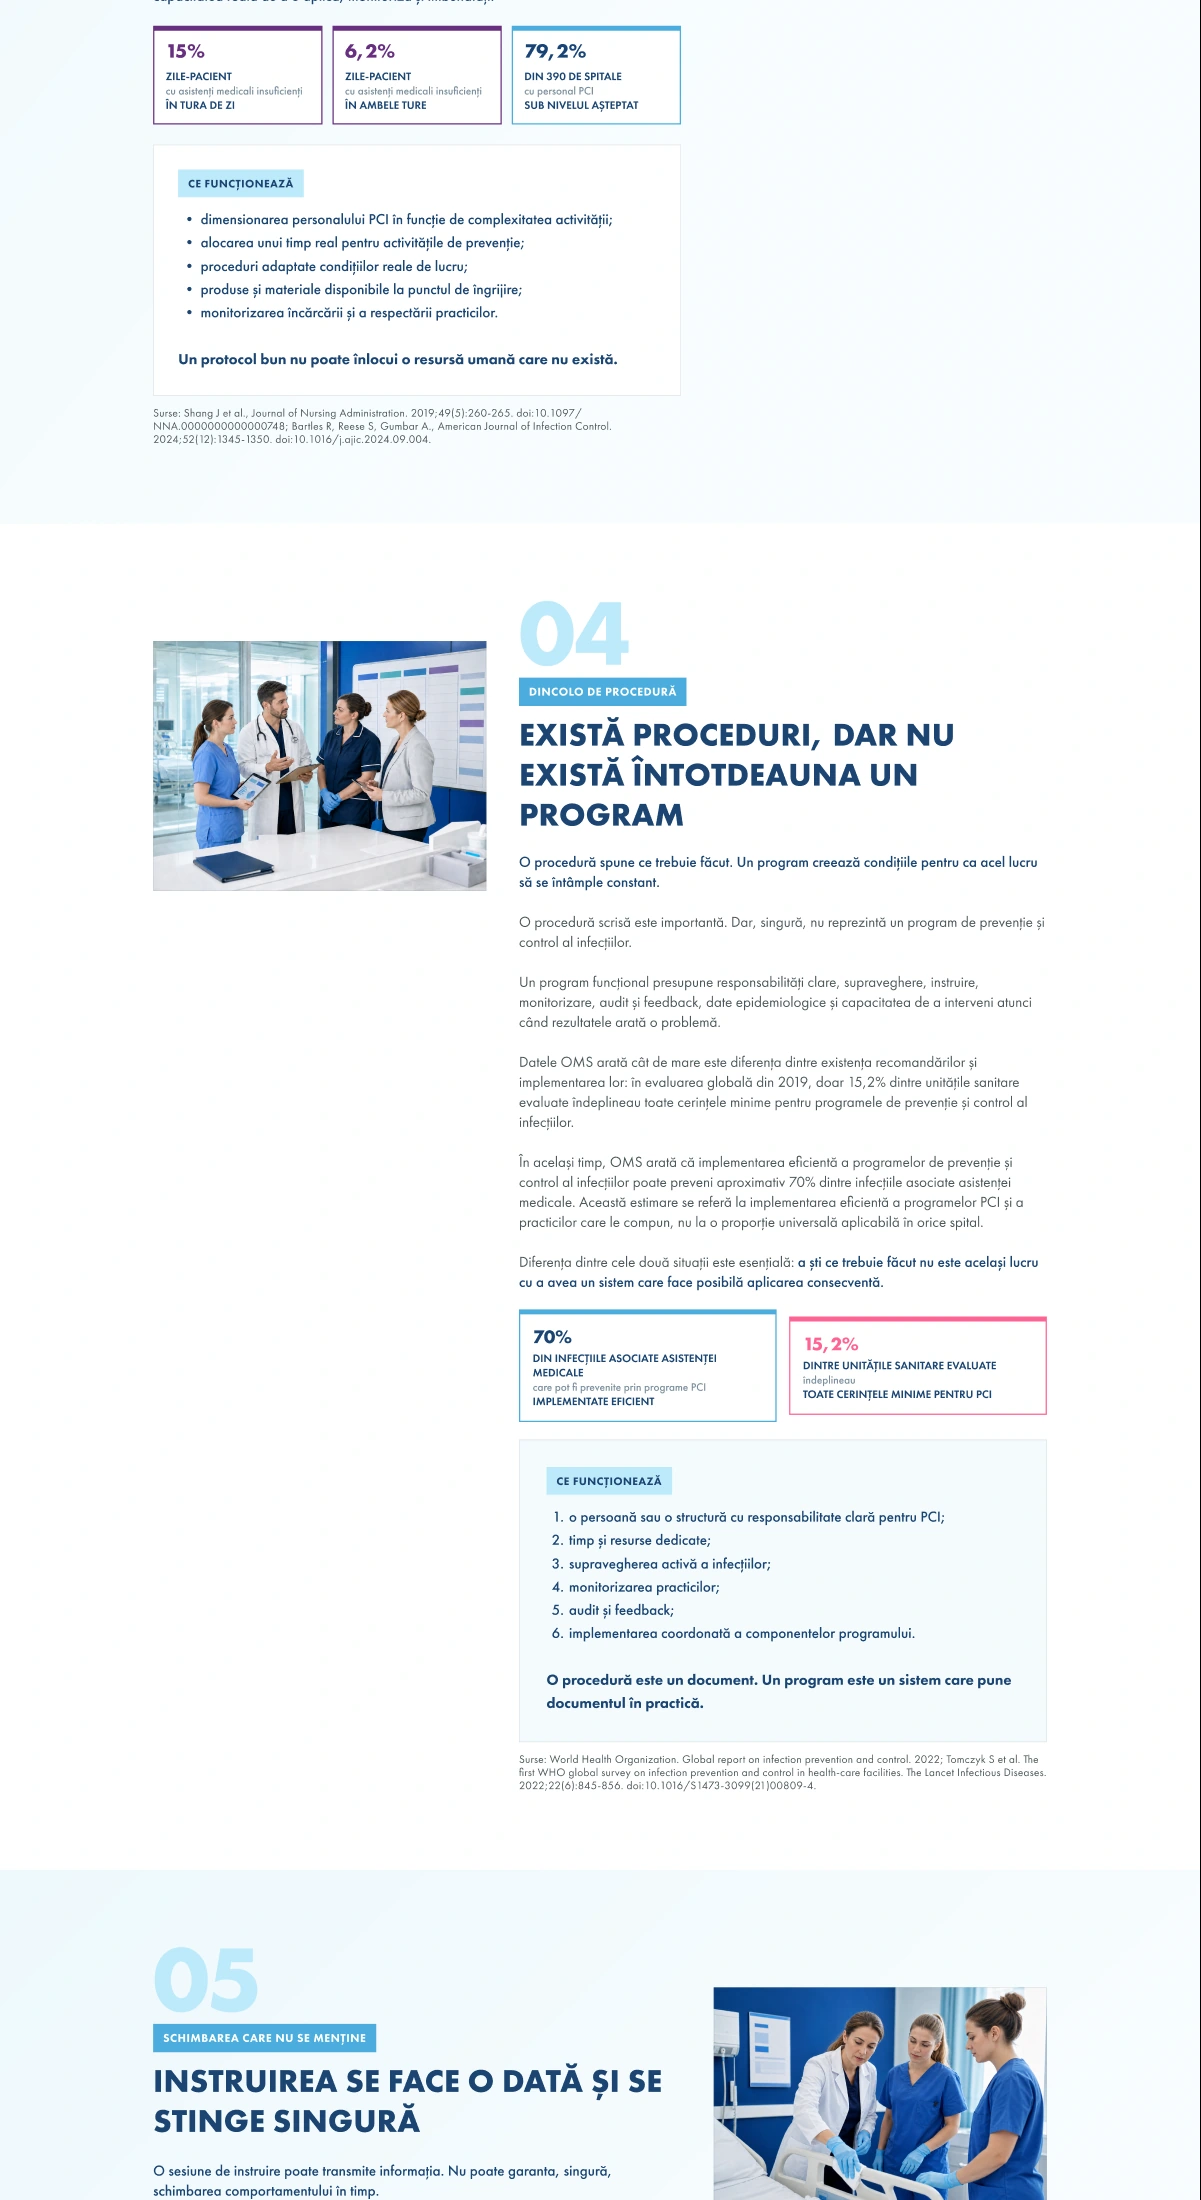 15%
ZILE-PACIENT
cu asistenți medicali insuficienți
ÎN TURA DE ZI
6,2%
ZILE-PACIENT
cu asistenți medicali insuficienți
ÎN AMBELE TURE
79,2%
DIN 390 DE SPITALE
cu personal PCI
SUB NIVELUL AȘTEPTAT
CE FUNCȚIONEAZĂ
• dimensionarea personalului PCI în funcție de complexitatea activității;
• alocarea unui timp real pentru activitățile de prevenție;
• proceduri adaptate condițiilor reale de lucru;
• produse și materiale disponibile la punctul de îngrijire;
• monitorizarea încărcării și a respectării practicilor.
Un protocol bun nu poate înlocui o resursă umană care nu există.
Surse: Shang J et al., Journal of Nursing Administration. 2019;49(5):260-265. doi:10.1097/
NNA.0000000000000748; Bartles R, Reese S, Gumbar A., American Journal of Infection Control.
2024;52(12):1345-1350. doi:10.1016/j.ajic.2024.09.004.
04
DINCOLO DE PROCEDURĂ
EXISTĂ PROCEDURI, DAR NU
EXISTĂ ÎNTOTDEAUNA UN
PROGRAM
O procedură spune ce trebuie făcut. Un program creează condițiile pentru ca acel lucru
să se întâmple constant.
O procedură scrisă este importantă. Dar, singură, nu reprezintă un program de prevenție și
control al infecțiilor.
Un program funcțional presupune responsabilități clare, supraveghere, instruire,
monitorizare, audit și feedback, date epidemiologice și capacitatea de a interveni atunci
când rezultatele arată o problemă.
Datele OMS arată cât de mare este diferența dintre existența recomandărilor și
implementarea lor: în evaluarea globală din 2019, doar 15,2% dintre unitățile sanitare
evaluate îndeplineau toate cerințele minime pentru programele de prevenție și control al
infecțiilor.
În același timp, OMS arată că implementarea eficientă a programelor de prevenție și
control al infecțiilor poate preveni aproximativ 70% dintre infecțiile asociate asistenței
medicale. Această estimare se referă la implementarea eficientă a programelor PCI și a
practicilor care le compun, nu la o proporție universală aplicabilă în orice spital.
Diferența dintre cele două situații este esențială: a ști ce trebuie făcut nu este același lucru
cu a avea un sistem care face posibilă aplicarea consecventă.
70%
DIN INFECȚIILE ASOCIATE ASISTENȚEI
MEDICALE
care pot fi prevenite prin programe PCI
IMPLEMENTATE EFICIENT
15,2%
DINTRE UNITĂȚILE SANITARE EVALUATE
îndeplineau
TOATE CERINȚELE MINIME PENTRU PCI
CE FUNCȚIONEAZĂ
1. o persoană sau o structură cu responsabilitate clară pentru PCI;
2. timp și resurse dedicate;
3. supravegherea activă a infecțiilor;
4. monitorizarea practicilor;
5. audit și feedback;
6. implementarea coordonată a componentelor programului.
O procedură este un document. Un program este un sistem care pune
documentul în practică.
Surse: World Health Organization. Global report on infection prevention and control. 2022; Tomczyk S et al. The
first WHO global survey on infection prevention and control in health-care facilities. The Lancet Infectious Diseases.
2022;22(6):845-856. doi:10.1016/S1473-3099(21)00809-4.
05
SCHIMBAREA CARE NU SE MENȚINE
INSTRUIREA SE FACE O DATĂ ȘI SE
STINGE SINGURĂ
O sesiune de instruire poate transmite informația. Nu poate garanta, singură,
schimbarea comportamentului în timp.